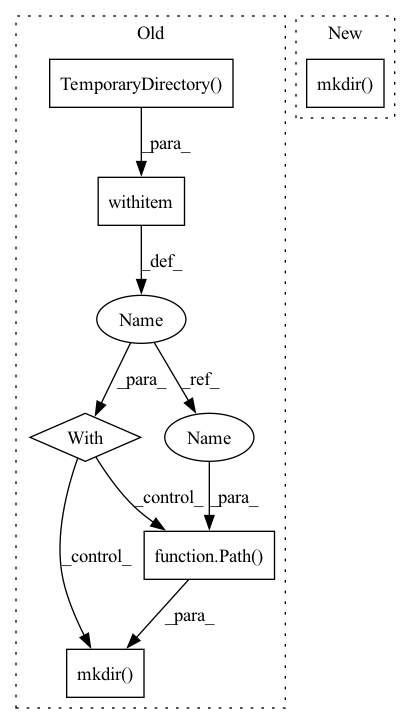 Old
New
TemporaryDirectory()
mkdir()
_para_
withitem
_def_
Name
_para_
_ref_
With
Name
_control_
_para_
_control_
function.Path()
_para_
mkdir()